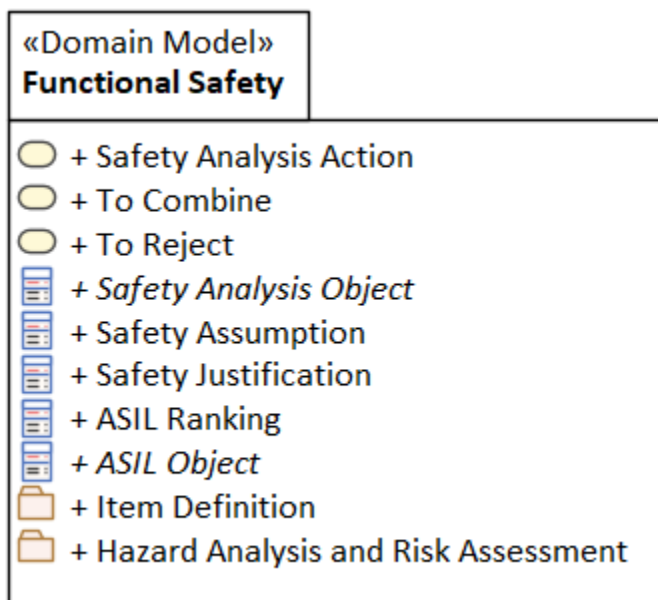 «Domain Model»
Functional Safety
+ Safety Analysis Action
+ To Combine
+ To Reject
+ Safety Analysis Object
+ Safety Assumption
+ Safety Justification
+ ASIL Ranking
+ ASIL Object
+ Item Definition
+ Hazard Analysis and Risk Assessment